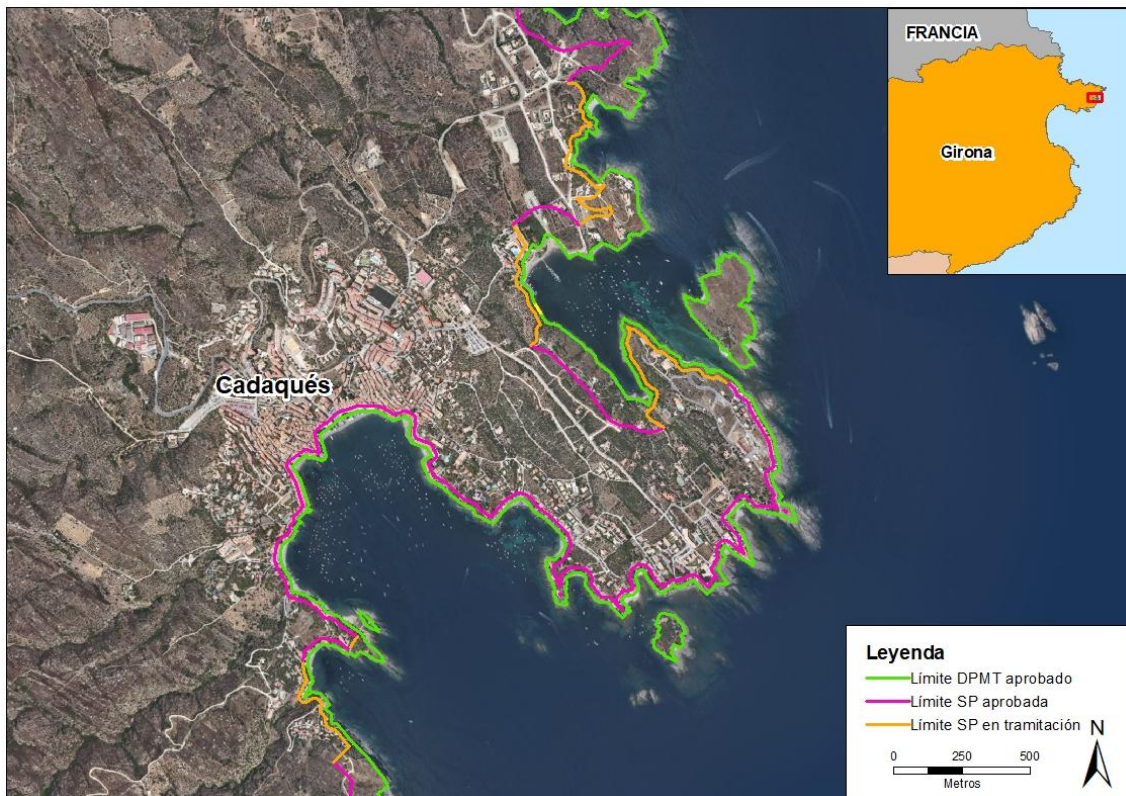 FRANCIA
Girona
Cadaqués
Leyenda
Límite DPMT aprobado
Límite SP aprobada
Límite SP en tramitación
N
0 250 500
Metros